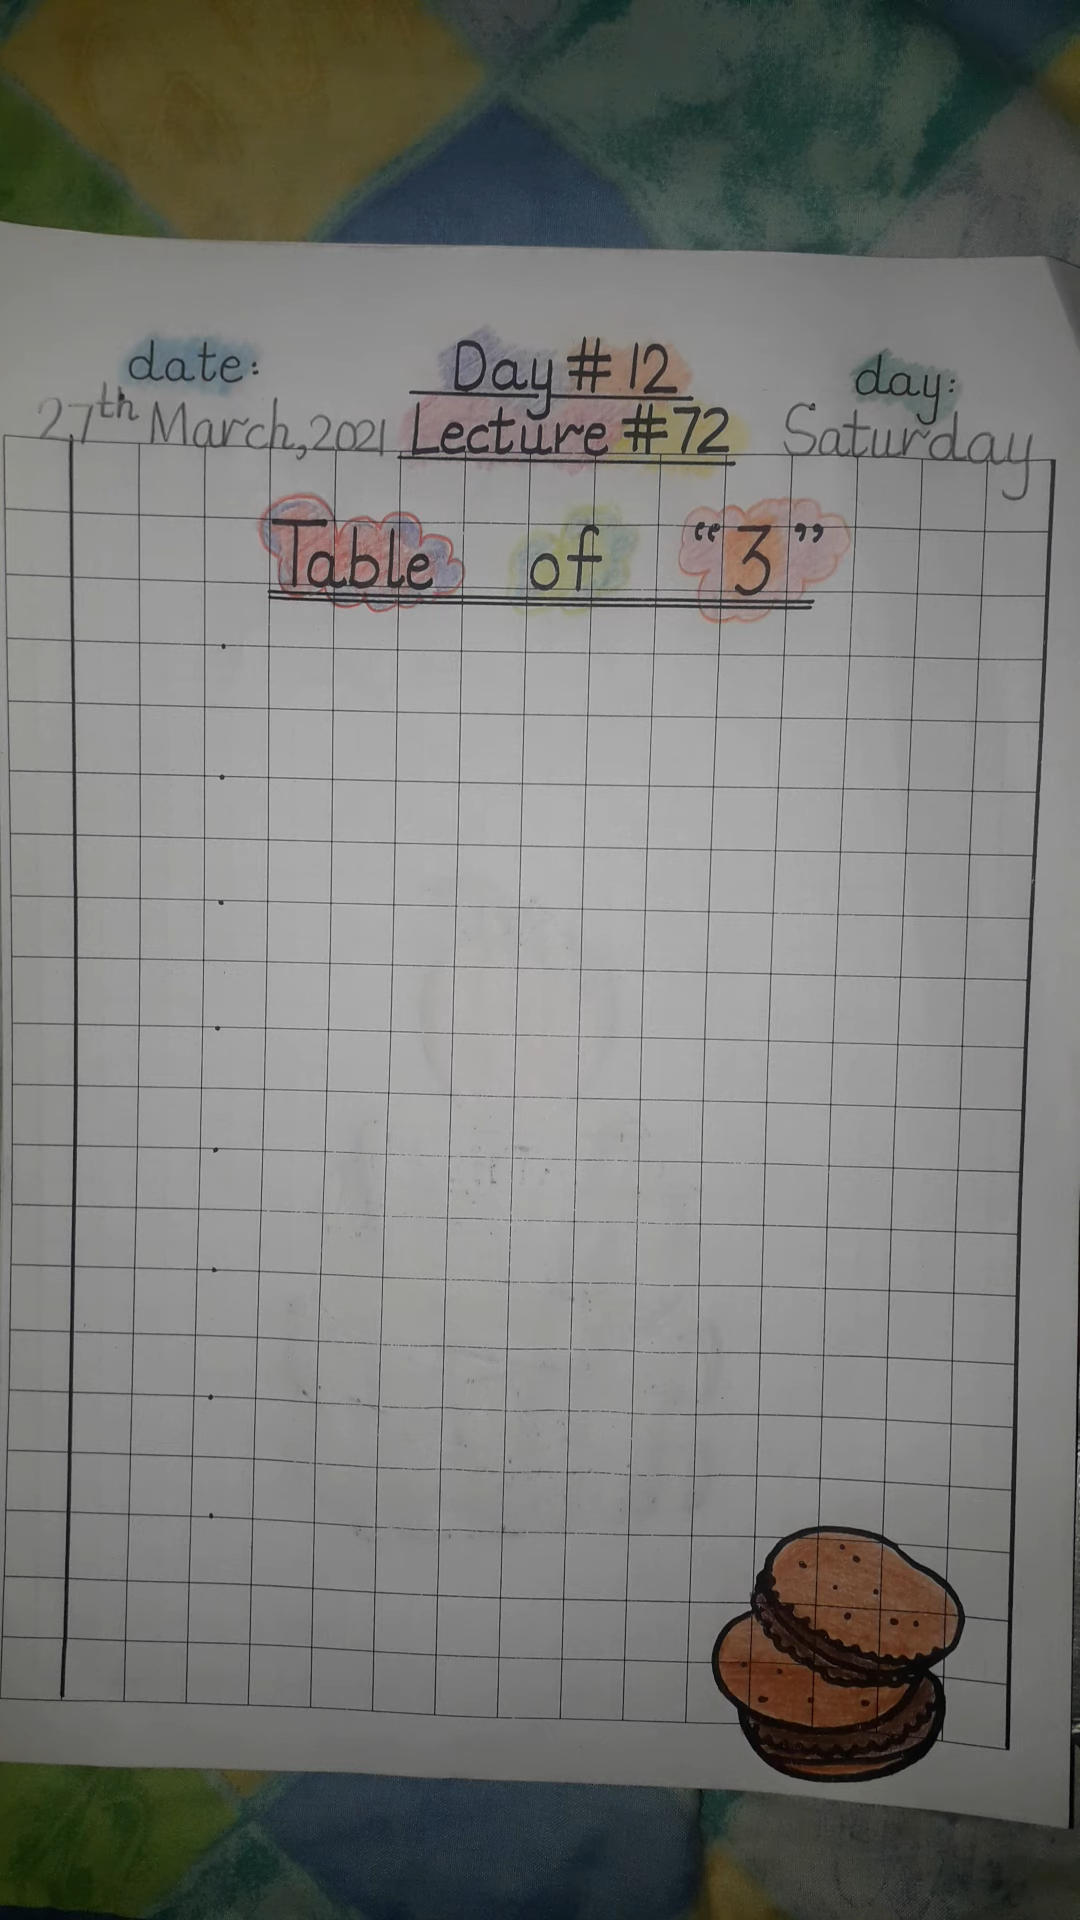 date: Day # 12 day:
27th March, 2021 Lecture # 72 Saturday
Table of “3”